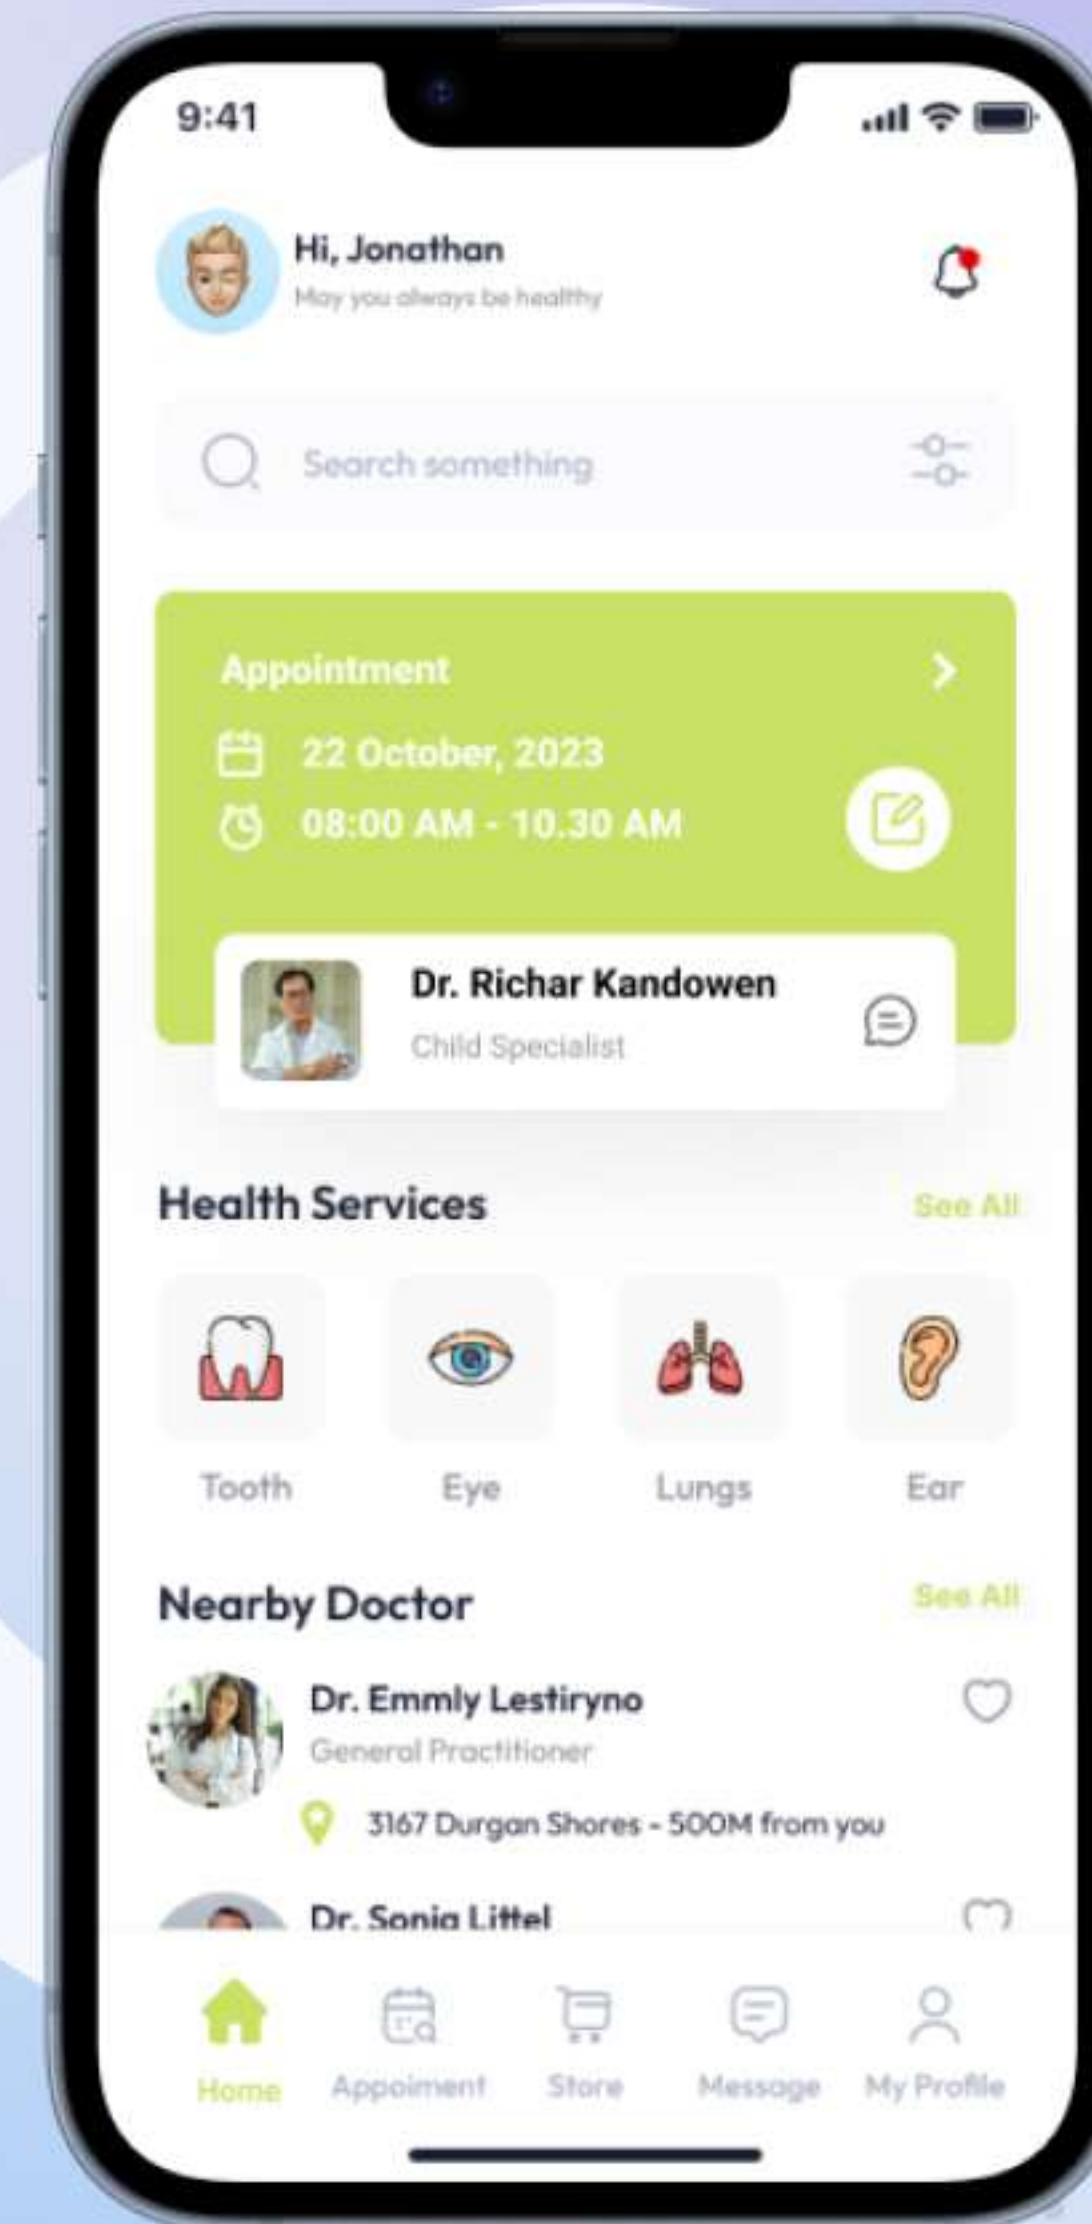 9:41
Hi, Jonathan
May you always be healthy
Search something
Appointment
22 October, 2023
08:00 AM - 10.30 AM
Dr. Richar Kandowen
Child Specialist
Health Services
See All
Tooth
Eye
Lungs
Ear
Nearby Doctor
See All
Dr. Emmly Lestiryno
General Practitioner
3167 Durgan Shores - 500M from you
Dr. Sonia Littel
Home
Appoiment
Store
Message
My Profile